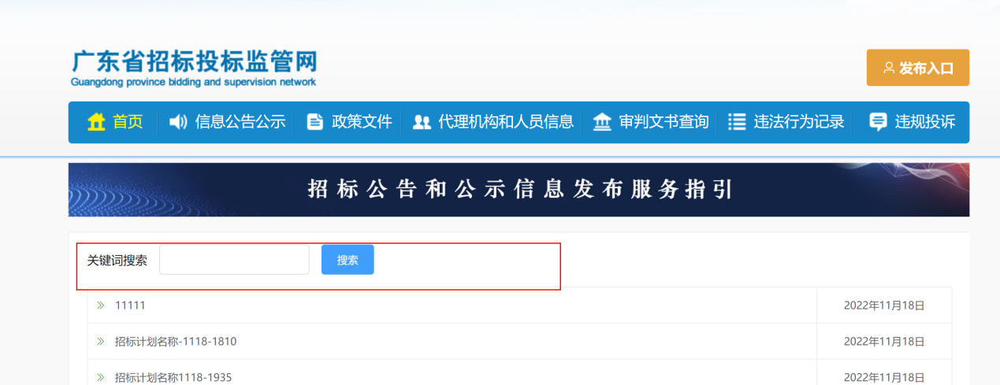 广东省招标投标监管网
Guangdong province bidding and supervision network
发布入口
首页 信息公告公示 政策文件 代理机构和人员信息 审判文书查询 违法行为记录 违规投诉
招标公告和公示信息发布服务指引
关键词搜索 搜索
11111 2022年11月18日
招标计划名称-1118-1810 2022年11月18日
招标计划名称1118-1935 2022年11月18日